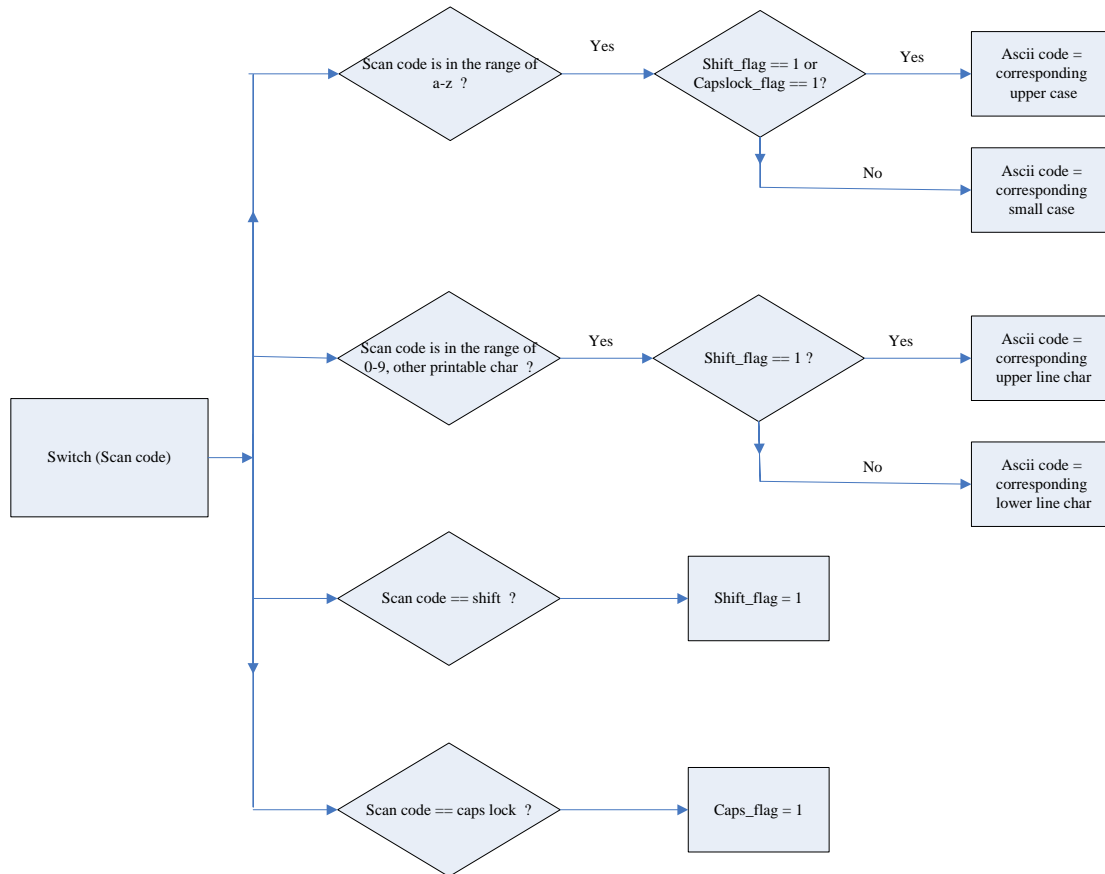 Scan code is in the range of
a-z ?
Yes
Shift_flag == 1 or
Capslock_flag == 1?
Yes
Ascii code =
corresponding
upper case
No
Ascii code =
corresponding
small case
Scan code is in the range of
0-9, other printable char ?
Yes
Shift_flag == 1 ?
Yes
Ascii code =
corresponding
upper line char
No
Ascii code =
corresponding
lower line char
Switch (Scan code)
Scan code == shift ?
Shift_flag = 1
Scan code == caps lock ?
Caps_flag = 1